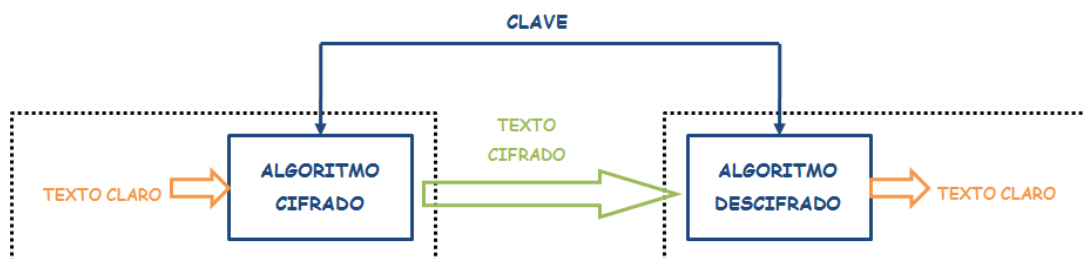 CLAVE
TEXTO
CIFRADO
TEXTO CLARO
ALGORITMO
CIFRADO
ALGORITMO
DESCIFRADO
TEXTO CLARO